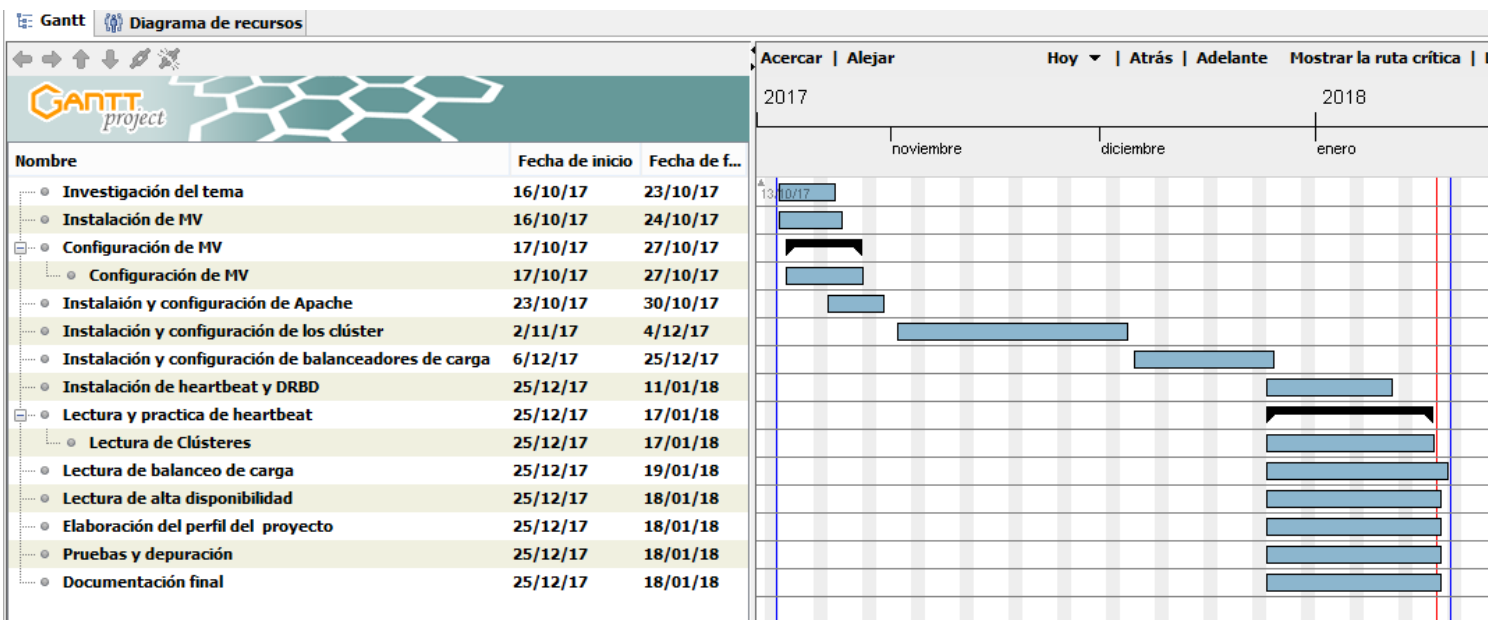 Gantt Diagrama de recursos
Acercar | Alejar Hoy ▼ | Atrás | Adelante Mostrar la ruta crítica |
GANTT project
2017 2018
noviembre diciembre enero
Nombre Fecha de inicio Fecha de f...
13/10/17
Investigación del tema 16/10/17 23/10/17
Instalación de MV 16/10/17 24/10/17
Configuración de MV 17/10/17 27/10/17
Configuración de MV 17/10/17 27/10/17
Instalaión y configuración de Apache 23/10/17 30/10/17
Instalación y configuración de los clúster 2/11/17 4/12/17
Instalación y configuración de balanceadores de carga 6/12/17 25/12/17
Instalación de heartbeat y DRBD 25/12/17 11/01/18
Lectura y practica de heartbeat 25/12/17 17/01/18
Lectura de Clústeres 25/12/17 17/01/18
Lectura de balanceo de carga 25/12/17 19/01/18
Lectura de alta disponibilidad 25/12/17 18/01/18
Elaboración del perfil del  proyecto 25/12/17 18/01/18
Pruebas y depuración 25/12/17 18/01/18
Documentación final 25/12/17 18/01/18